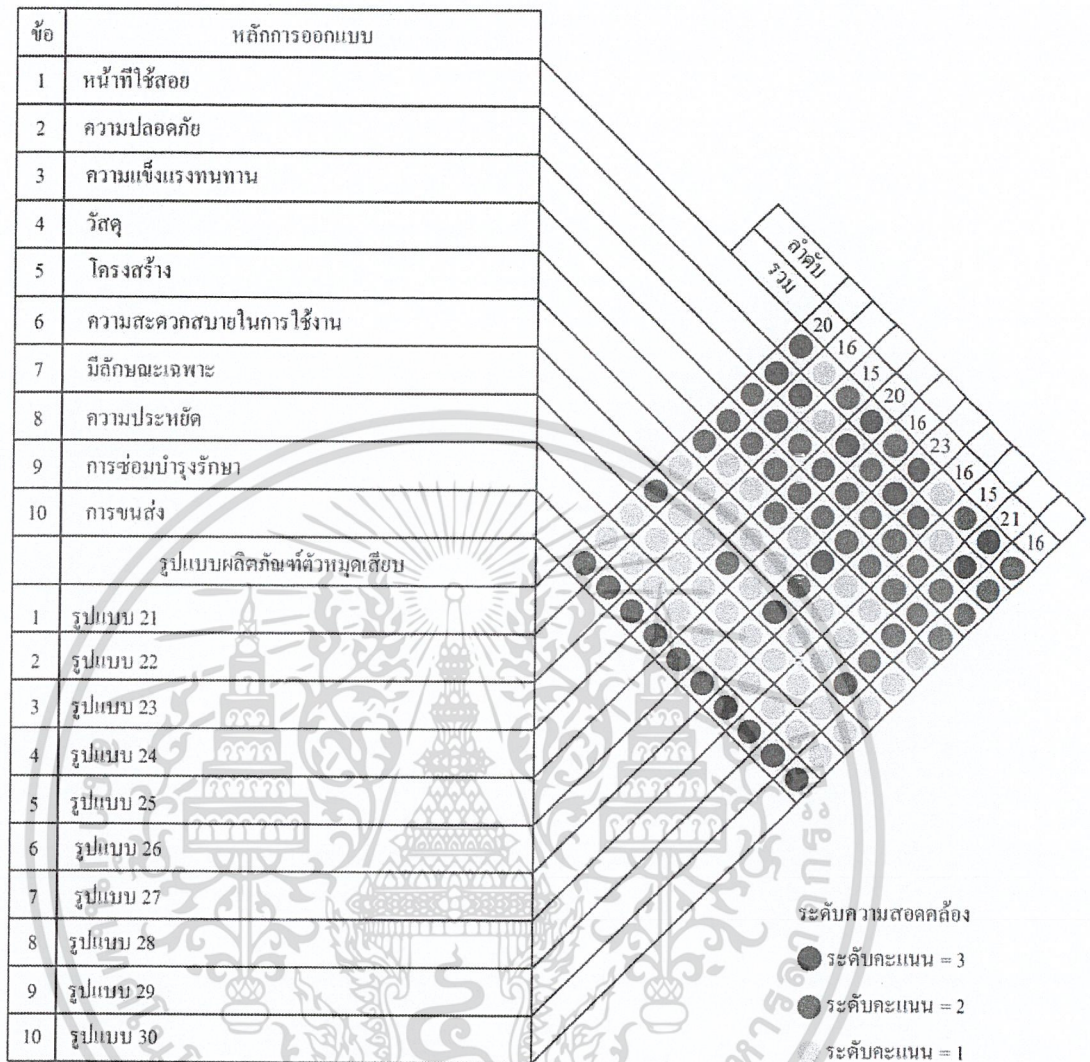 ข้อ หลักการออกแบบ
1 หน้าที่ใช้สอย
2 ความปลอดภัย
3 ความแข็งแรงทนทาน
4 วัสดุ
5 โครงสร้าง
6 ความสะดวกสบายในการใช้งาน
7 มีลักษณะเฉพาะ
8 ความประหยัด
9 การซ่อมบำรุงรักษา
10 การขนส่ง
รูปแบบผลิตภัณฑ์ตัวหมุดเสียบ
1 รูปแบบ 21
2 รูปแบบ 22
3 รูปแบบ 23
4 รูปแบบ 24
5 รูปแบบ 25
6 รูปแบบ 26
7 รูปแบบ 27
8 รูปแบบ 28
9 รูปแบบ 29
10 รูปแบบ 30
ลำดับ
รวม
20
16
15
20
16
23
16
15
21
16
ระดับความสอดคล้อง
ระดับคะแนน = 3
ระดับคะแนน = 2
ระดับคะแนน = 1